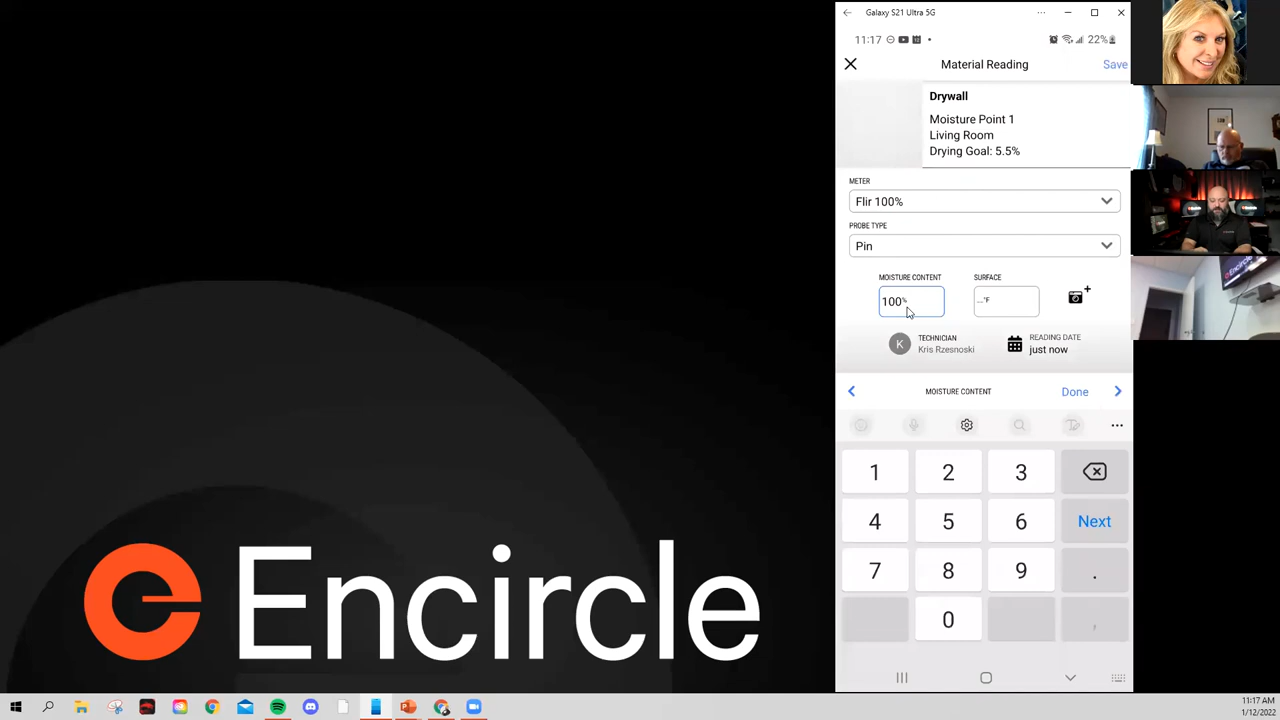 Galaxy S21 Ultra 5G
11:17
22%
Material Reading
Save
Drywall
Moisture Point 1
Living Room
Drying Goal: 5.5%
METER
Flir 100%
PROBE TYPE
Pin
MOISTURE CONTENT
SURFACE
100%
--°F
TECHNICIAN
Kris Rzesnoski
READING DATE
just now
K
MOISTURE CONTENT
Done
1 2 3
4 5 6 Next
7 8 9 .
0 ,
Encircle
11:17 AM
1/12/2022